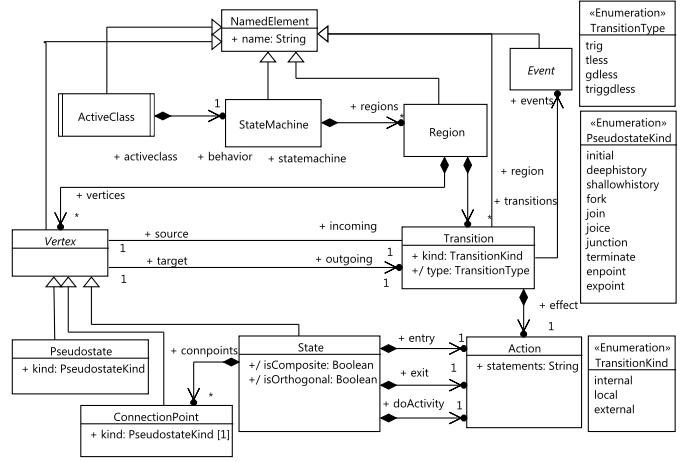 NamedElement
+ name: String
«Enumeration»
TransitionType
trig
tless
gdless
triggdless
Event
+ events
ActiveClass
1
StateMachine
+ regions
*
Region
+ activeclass
+ behavior
+ statemachine
«Enumeration»
PseudostateKind
initial
deephistory
shallowhistory
fork
join
joice
junction
terminate
enpoint
expoint
+ region
+ transitions
+ vertices
*
*
Vertex
+ source
+ incoming
1
1
+ target
+ outgoing
1
1
Transition
+ kind: TransitionKind
+/ type: TransitionType
+ effect
1
Pseudostate
+ kind: PseudostateKind
+ connpoints
*
State
+/ isComposite: Boolean
+/ isOrthogonal: Boolean
+ entry
1
+ exit
1
+ doActivity
1
Action
+ statements: String
«Enumeration»
TransitionKind
internal
local
external
ConnectionPoint
+ kind: PseudostateKind [1]